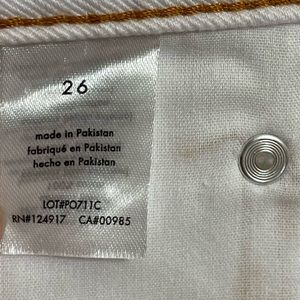 26
made in Pakistan
fabriqué en Pakistan
hecho en Pakistan
LOT#PO711C
RN#124917 CA#00985